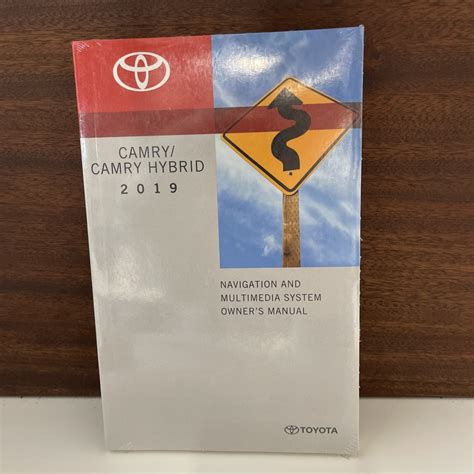 CAMRY/
CAMRY HYBRID
2019
NAVIGATION AND
MULTIMEDIA SYSTEM
OWNER'S MANUAL
TOYOTA